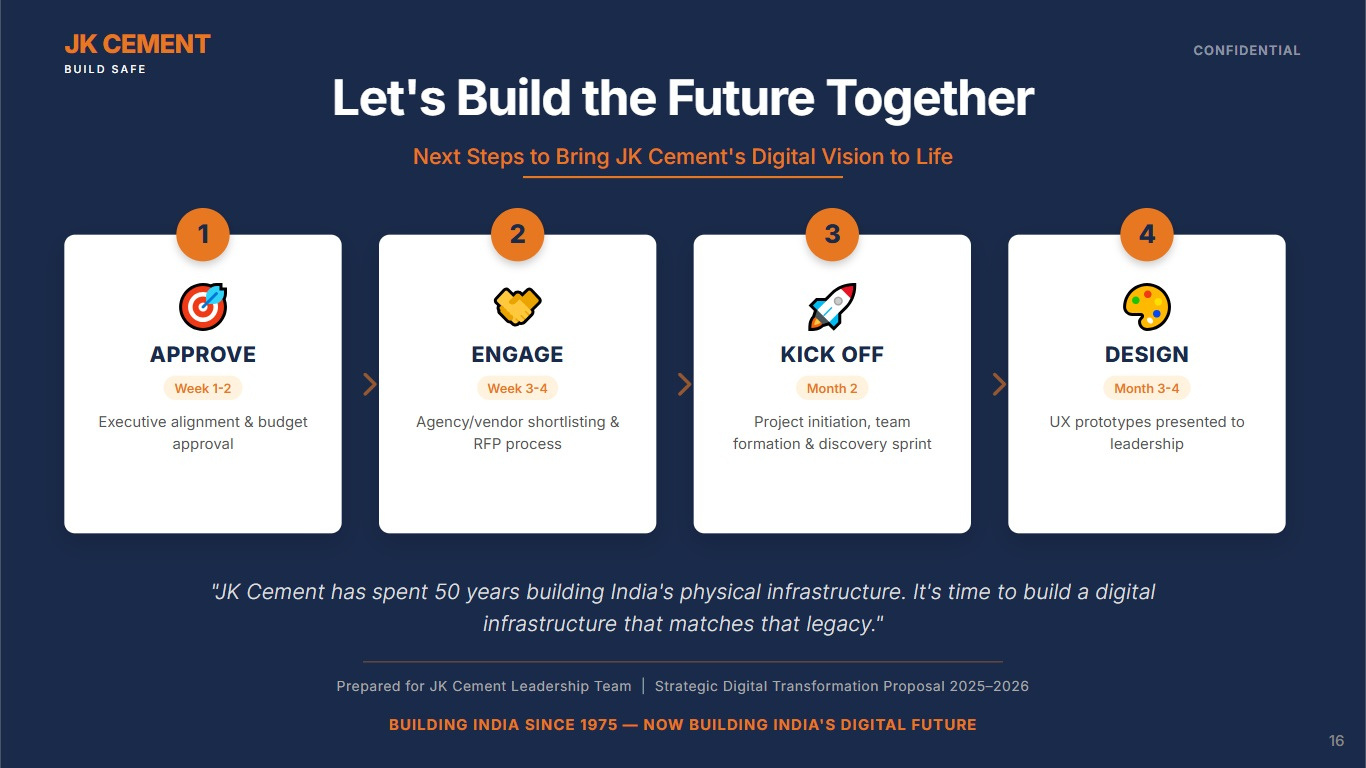 JK CEMENT
BUILD SAFE
CONFIDENTIAL
Let's Build the Future Together
Next Steps to Bring JK Cement's Digital Vision to Life
1
APPROVE
Week 1-2
Executive alignment & budget
approval
2
ENGAGE
Week 3-4
Agency/vendor shortlisting &
RFP process
3
KICK OFF
Month 2
Project initiation, team
formation & discovery sprint
4
DESIGN
Month 3-4
UX prototypes presented to
leadership
"JK Cement has spent 50 years building India's physical infrastructure. It's time to build a digital
infrastructure that matches that legacy."
Prepared for JK Cement Leadership Team | Strategic Digital Transformation Proposal 2025–2026
BUILDING INDIA SINCE 1975 — NOW BUILDING INDIA'S DIGITAL FUTURE
16